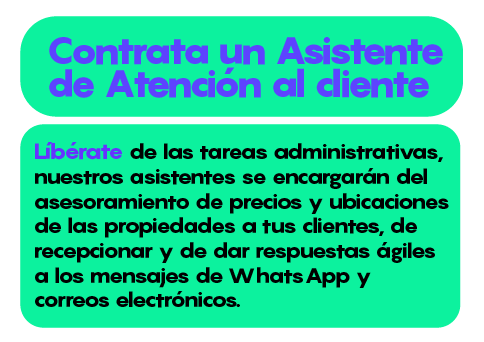 Contrata un Asistente
de Atención al cliente
Líbérate de las tareas administrativas,
nuestros asistentes se encargarán del
asesoramiento de precios y ubicaciones
de las propiedades a tus clientes, de
recepcionar y de dar respuestas ágiles
a los mensajes de WhatsApp y
correos electrónicos.